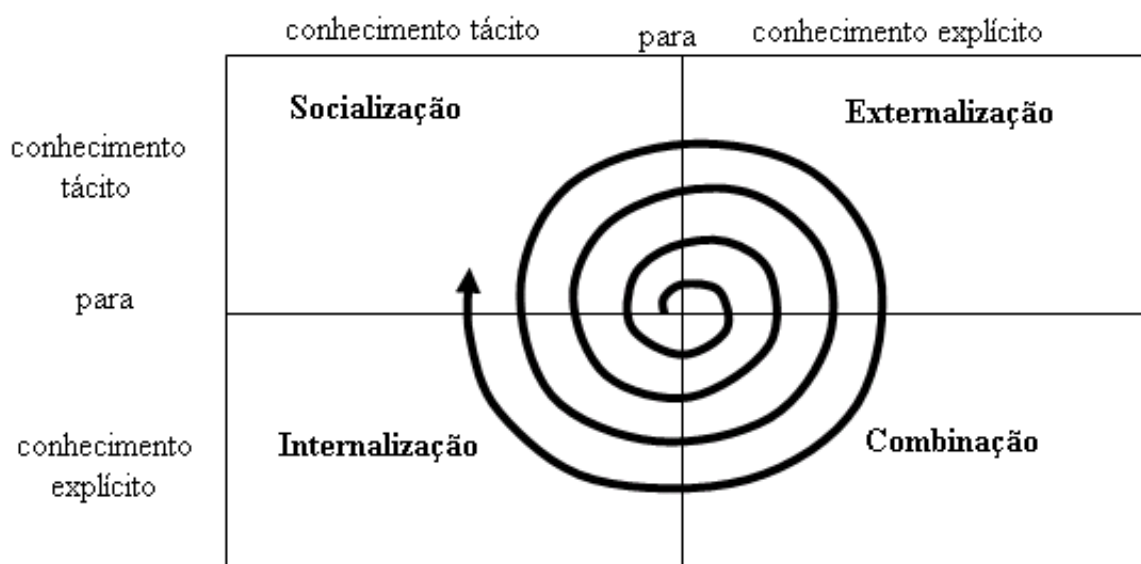 conhecimento tácito para conhecimento explícito
Socialização Externalização
conhecimento
tácito
para
Internalização Combinação
conhecimento
explícito